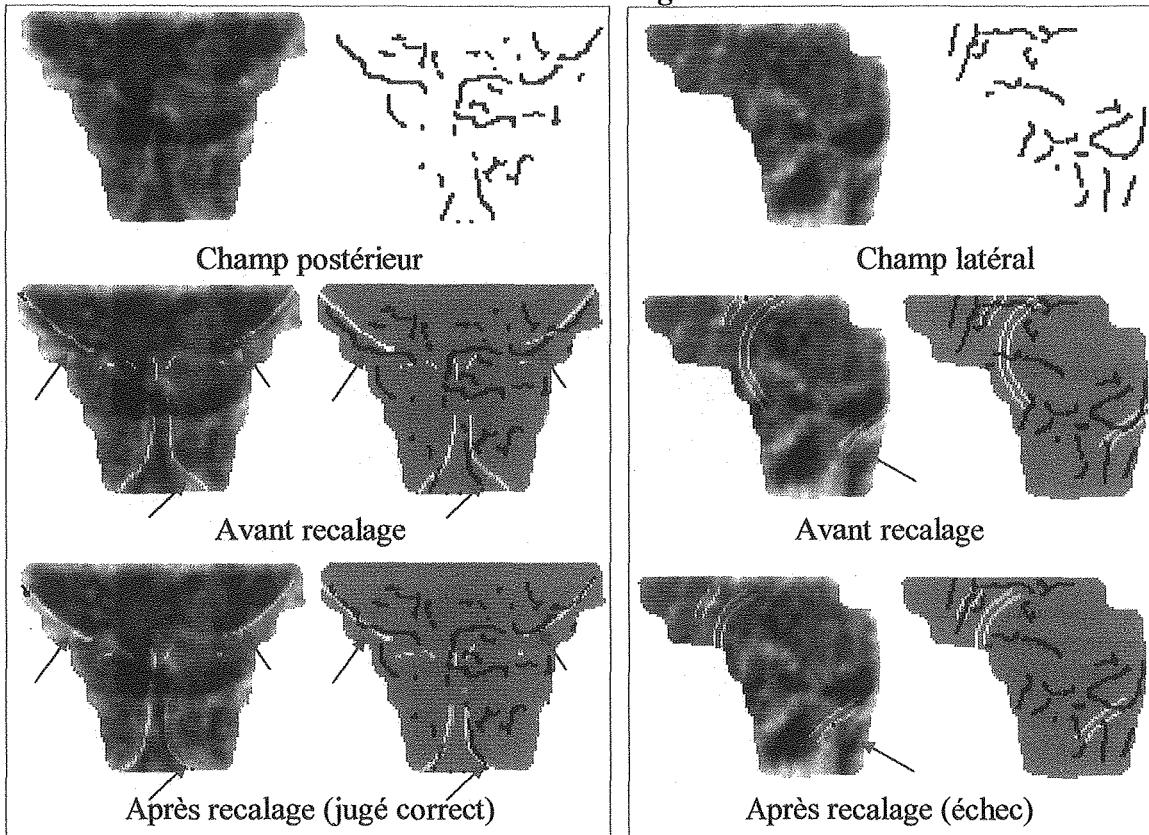 Champ postérieur
Champ latéral
Avant recalage
Avant recalage
Après recalage (jugé correct)
Après recalage (échec)